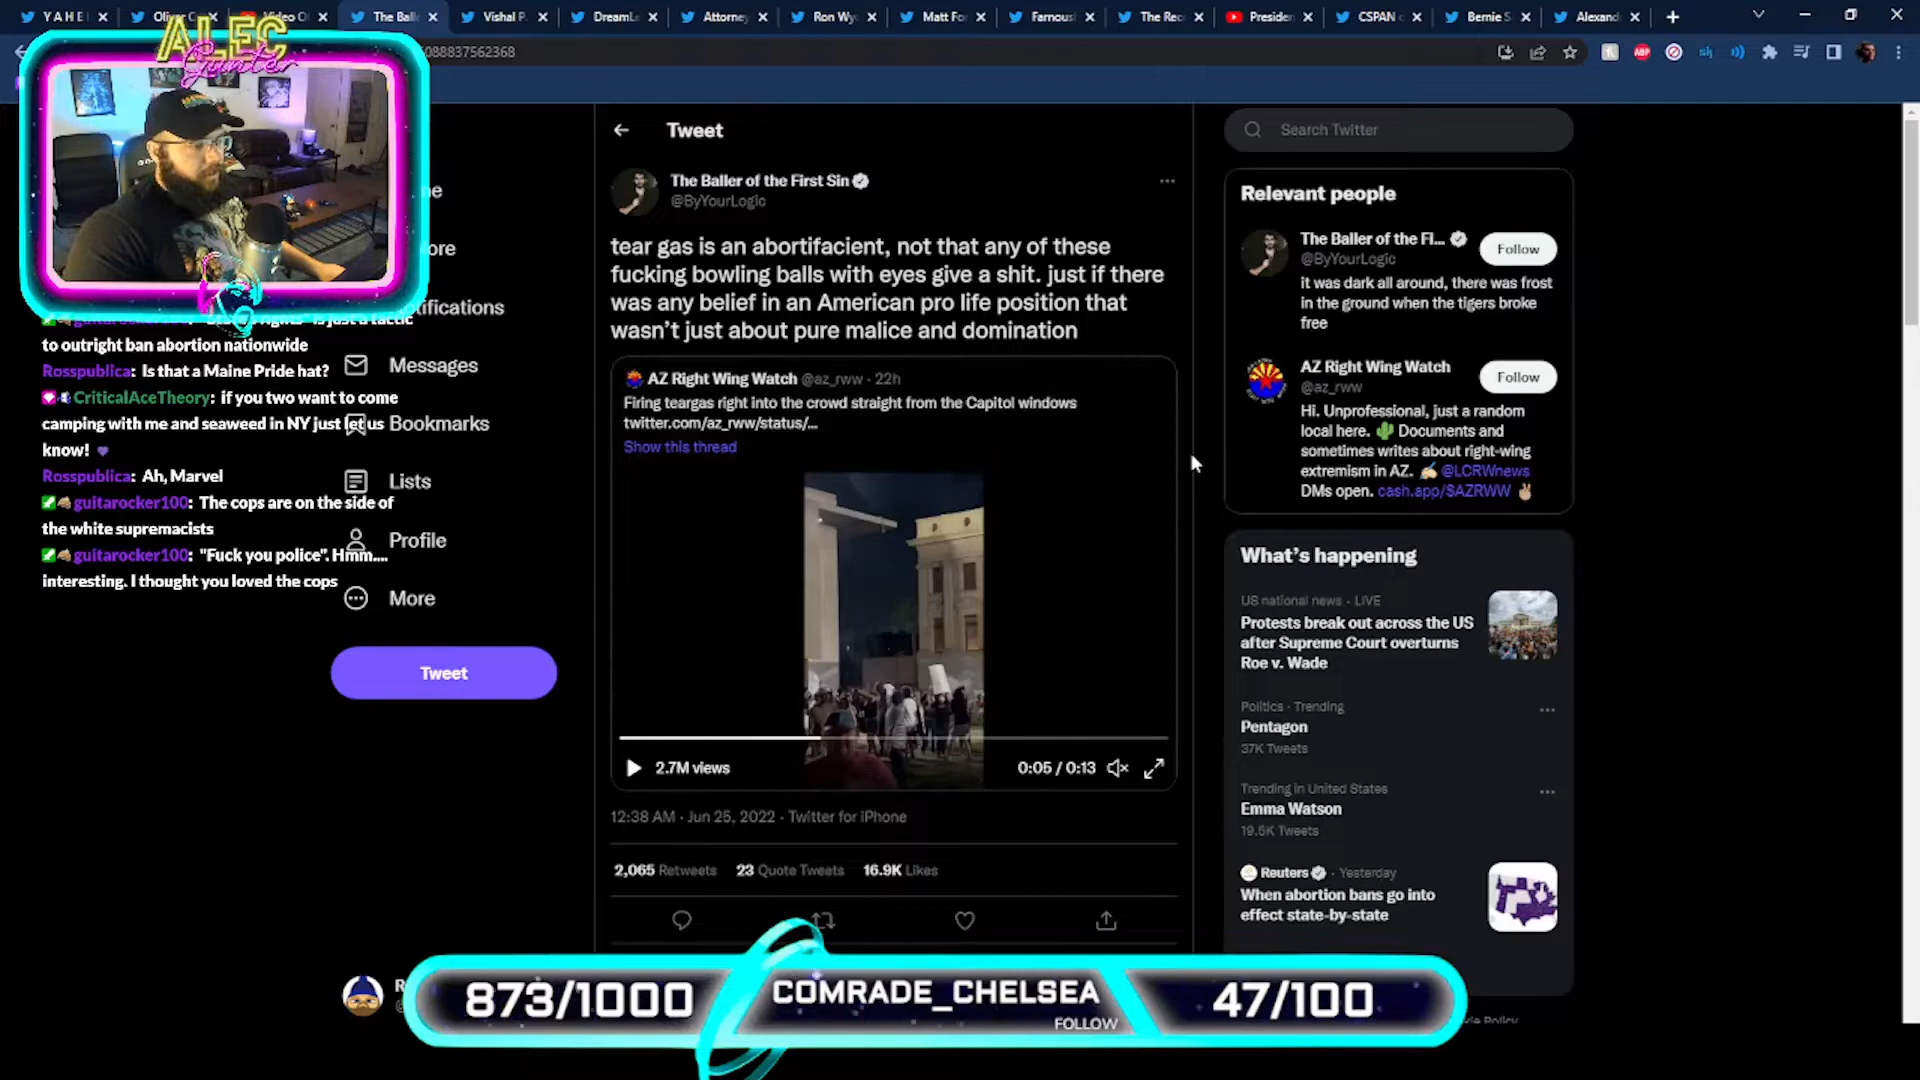 Y A H E
Oliver
Video O
The Balle
Vishal P.
DreamLe
Attorney
Ron Wy
Matt Fo
Famous
The Rec
Presiden
CSPAN
Bernie S
Alexand
088837562368
ALEC
Gunter
Tweet
Search Twitter
The Baller of the First Sin
@ByYourLogic
tear gas is an abortifacient, not that any of these
fucking bowling balls with eyes give a shit. just if there
was any belief in an American pro life position that
wasn't just about pure malice and domination
AZ Right Wing Watch @az_rww · 22h
Firing teargas right into the crowd straight from the Capitol windows
twitter.com/az_rww/status/...
Show this thread
2.7M views
0:05 / 0:13
12:38 AM · Jun 25, 2022 · Twitter for iPhone
2,065 Retweets 23 Quote Tweets 16.9K Likes
Relevant people
The Baller of the Fi...
@ByYourLogic
Follow
it was dark all around, there was frost
in the ground when the tigers broke
free
AZ Right Wing Watch
@az_rww
Follow
Hi. Unprofessional, just a random
local here. 🌵 Documents and
sometimes writes about right-wing
extremism in AZ. ✍🏼 @LCRWnews
DMs open. cash.app/$AZRWW ✌🏼
What's happening
US national news · LIVE
Protests break out across the US
after Supreme Court overturns
Roe v. Wade
Politics · Trending
Pentagon
37K Tweets
Trending in United States
Emma Watson
19.5K Tweets
Reuters · Yesterday
When abortion bans go into
effect state-by-state
otifications
Messages
Bookmarks
Lists
Profile
More
Tweet
to outright ban abortion nationwide
Rosspublica: Is that a Maine Pride hat?
CriticalAceTheory: if you two want to come
camping with me and seaweed in NY just let us
know! 💜
Rosspublica: Ah, Marvel
guitarocker100: The cops are on the side of
the white supremacists
guitarocker100: "Fuck you police". Hmm....
interesting. I thought you loved the cops
873/1000
COMRADE_CHELSEA
FOLLOW
47/100